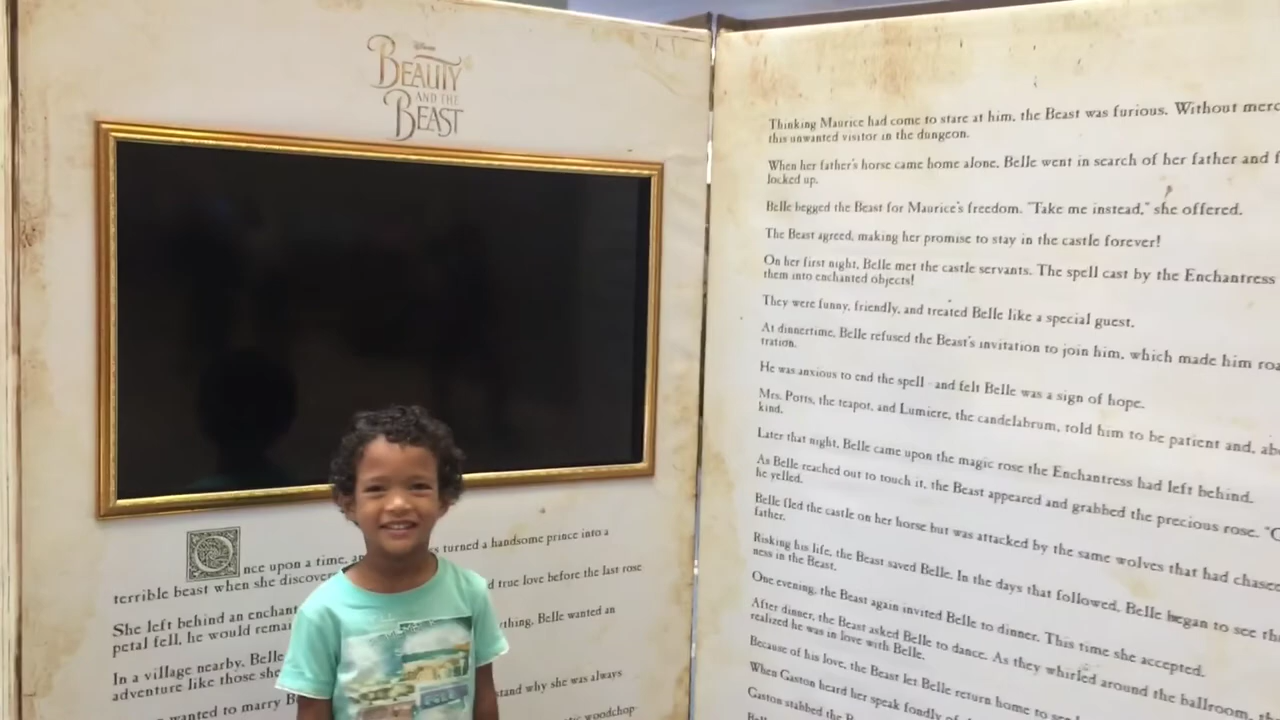 Disney
BEAUTY
AND THE
BEAST
Once upon a time, turned a handsome prince into a
terrible beast when she discover d true love before the last rose
She left behind an enchant
petal fell, he would remai rything, Belle wanted an
In a village nearby, Belle
adventure like those she stand why she was always
wanted to marry B woodchop-
Thinking Maurice had come to stare at him, the Beast was furious. Without merc
this unwanted visitor in the dungeon.
When her father's horse came home alone, Belle went in search of her father and f
locked up.
Belle begged the Beast for Maurice's freedom. "Take me instead," she offered.
The Beast agreed, making her promise to stay in the castle forever!
On her first night, Belle met the castle servants. The spell cast by the Enchantress
them into enchanted objects!
They were funny, friendly, and treated Belle like a special guest.
At dinnertime, Belle refused the Beast's invitation to join him, which made him roa
tration.
He was anxious to end the spell - and felt Belle was a sign of hope.
Mrs. Potts, the teapot, and Lumiere, the candelabrum, told him to be patient and, abo
kind.
Later that night, Belle came upon the magic rose the Enchantress had left behind.
As Belle reached out to touch it, the Beast appeared and grabbed the precious rose. "G
he yelled.
Belle fled the castle on her horse but was attacked by the same wolves that had chased
father.
Risking his life, the Beast saved Belle. In the days that followed, Belle began to see the
ness in the Beast.
One evening, the Beast again invited Belle to dinner. This time she accepted.
After dinner, the Beast asked Belle to dance. As they whirled around the ballroom, th
realized he was in love with Belle.
Because of his love, the Beast let Belle return home to see
When Gaston heard her speak fondly of
Gaston stabbed the B